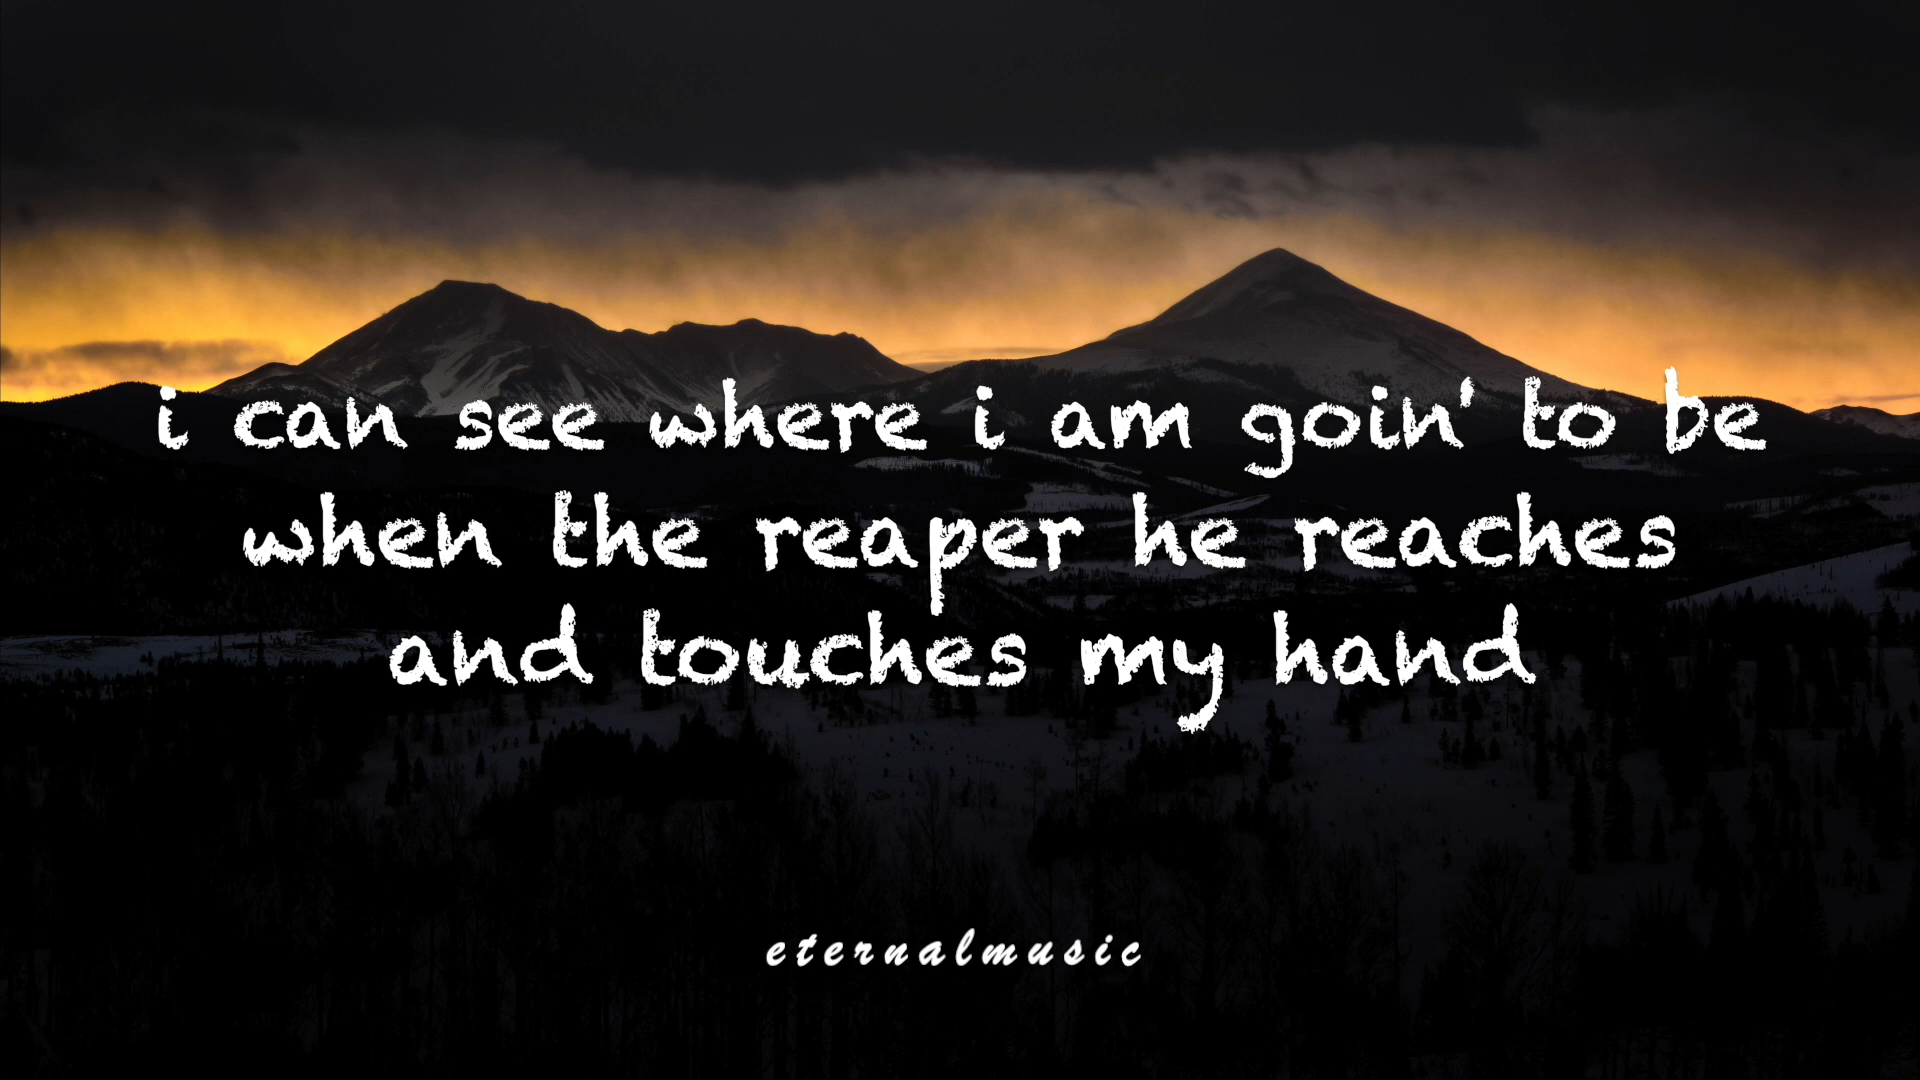 i can see where i am goin' to be
when the reaper he reaches
and touches my hand
eternalmusic